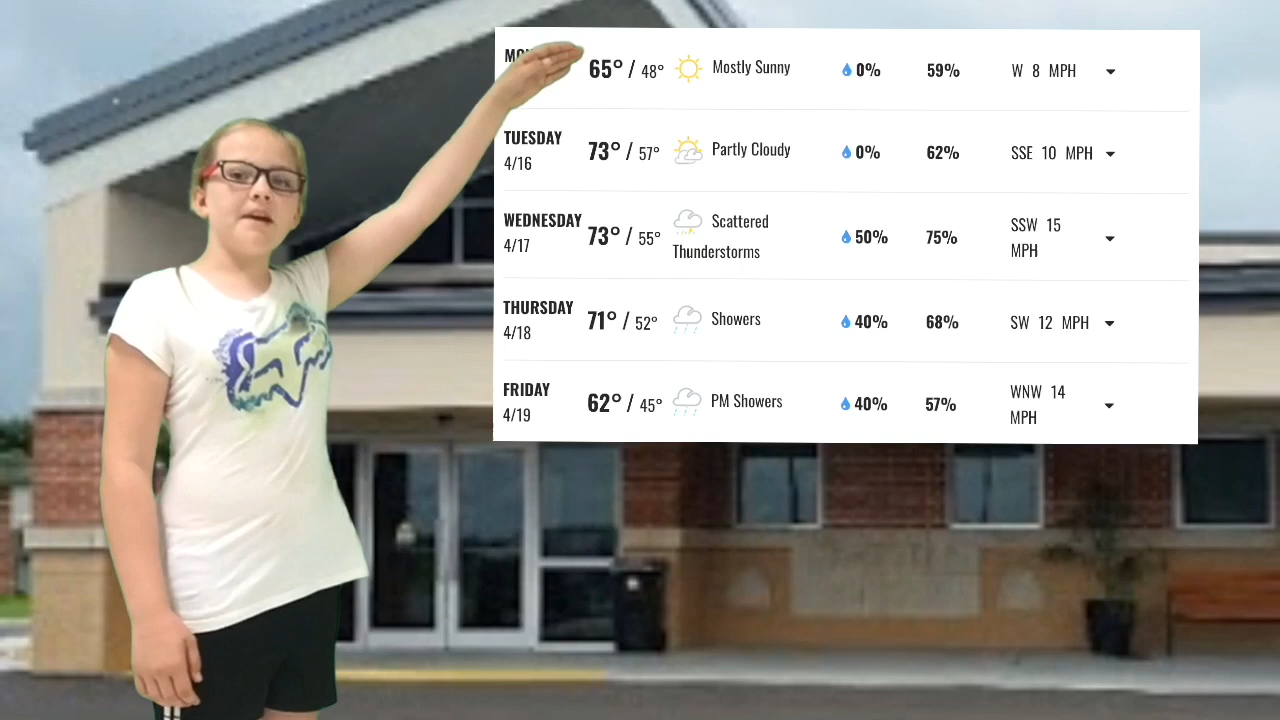 65° / 48° Mostly Sunny 0% 59% W 8 MPH
TUESDAY
4/16
73° / 57° Partly Cloudy 0% 62% SSE 10 MPH
WEDNESDAY
4/17
73° / 55° Scattered
Thunderstorms
50% 75% SSW 15
MPH
THURSDAY
4/18
71° / 52° Showers 40% 68% SW 12 MPH
FRIDAY
4/19
62° / 45° PM Showers 40% 57% WNW 14
MPH